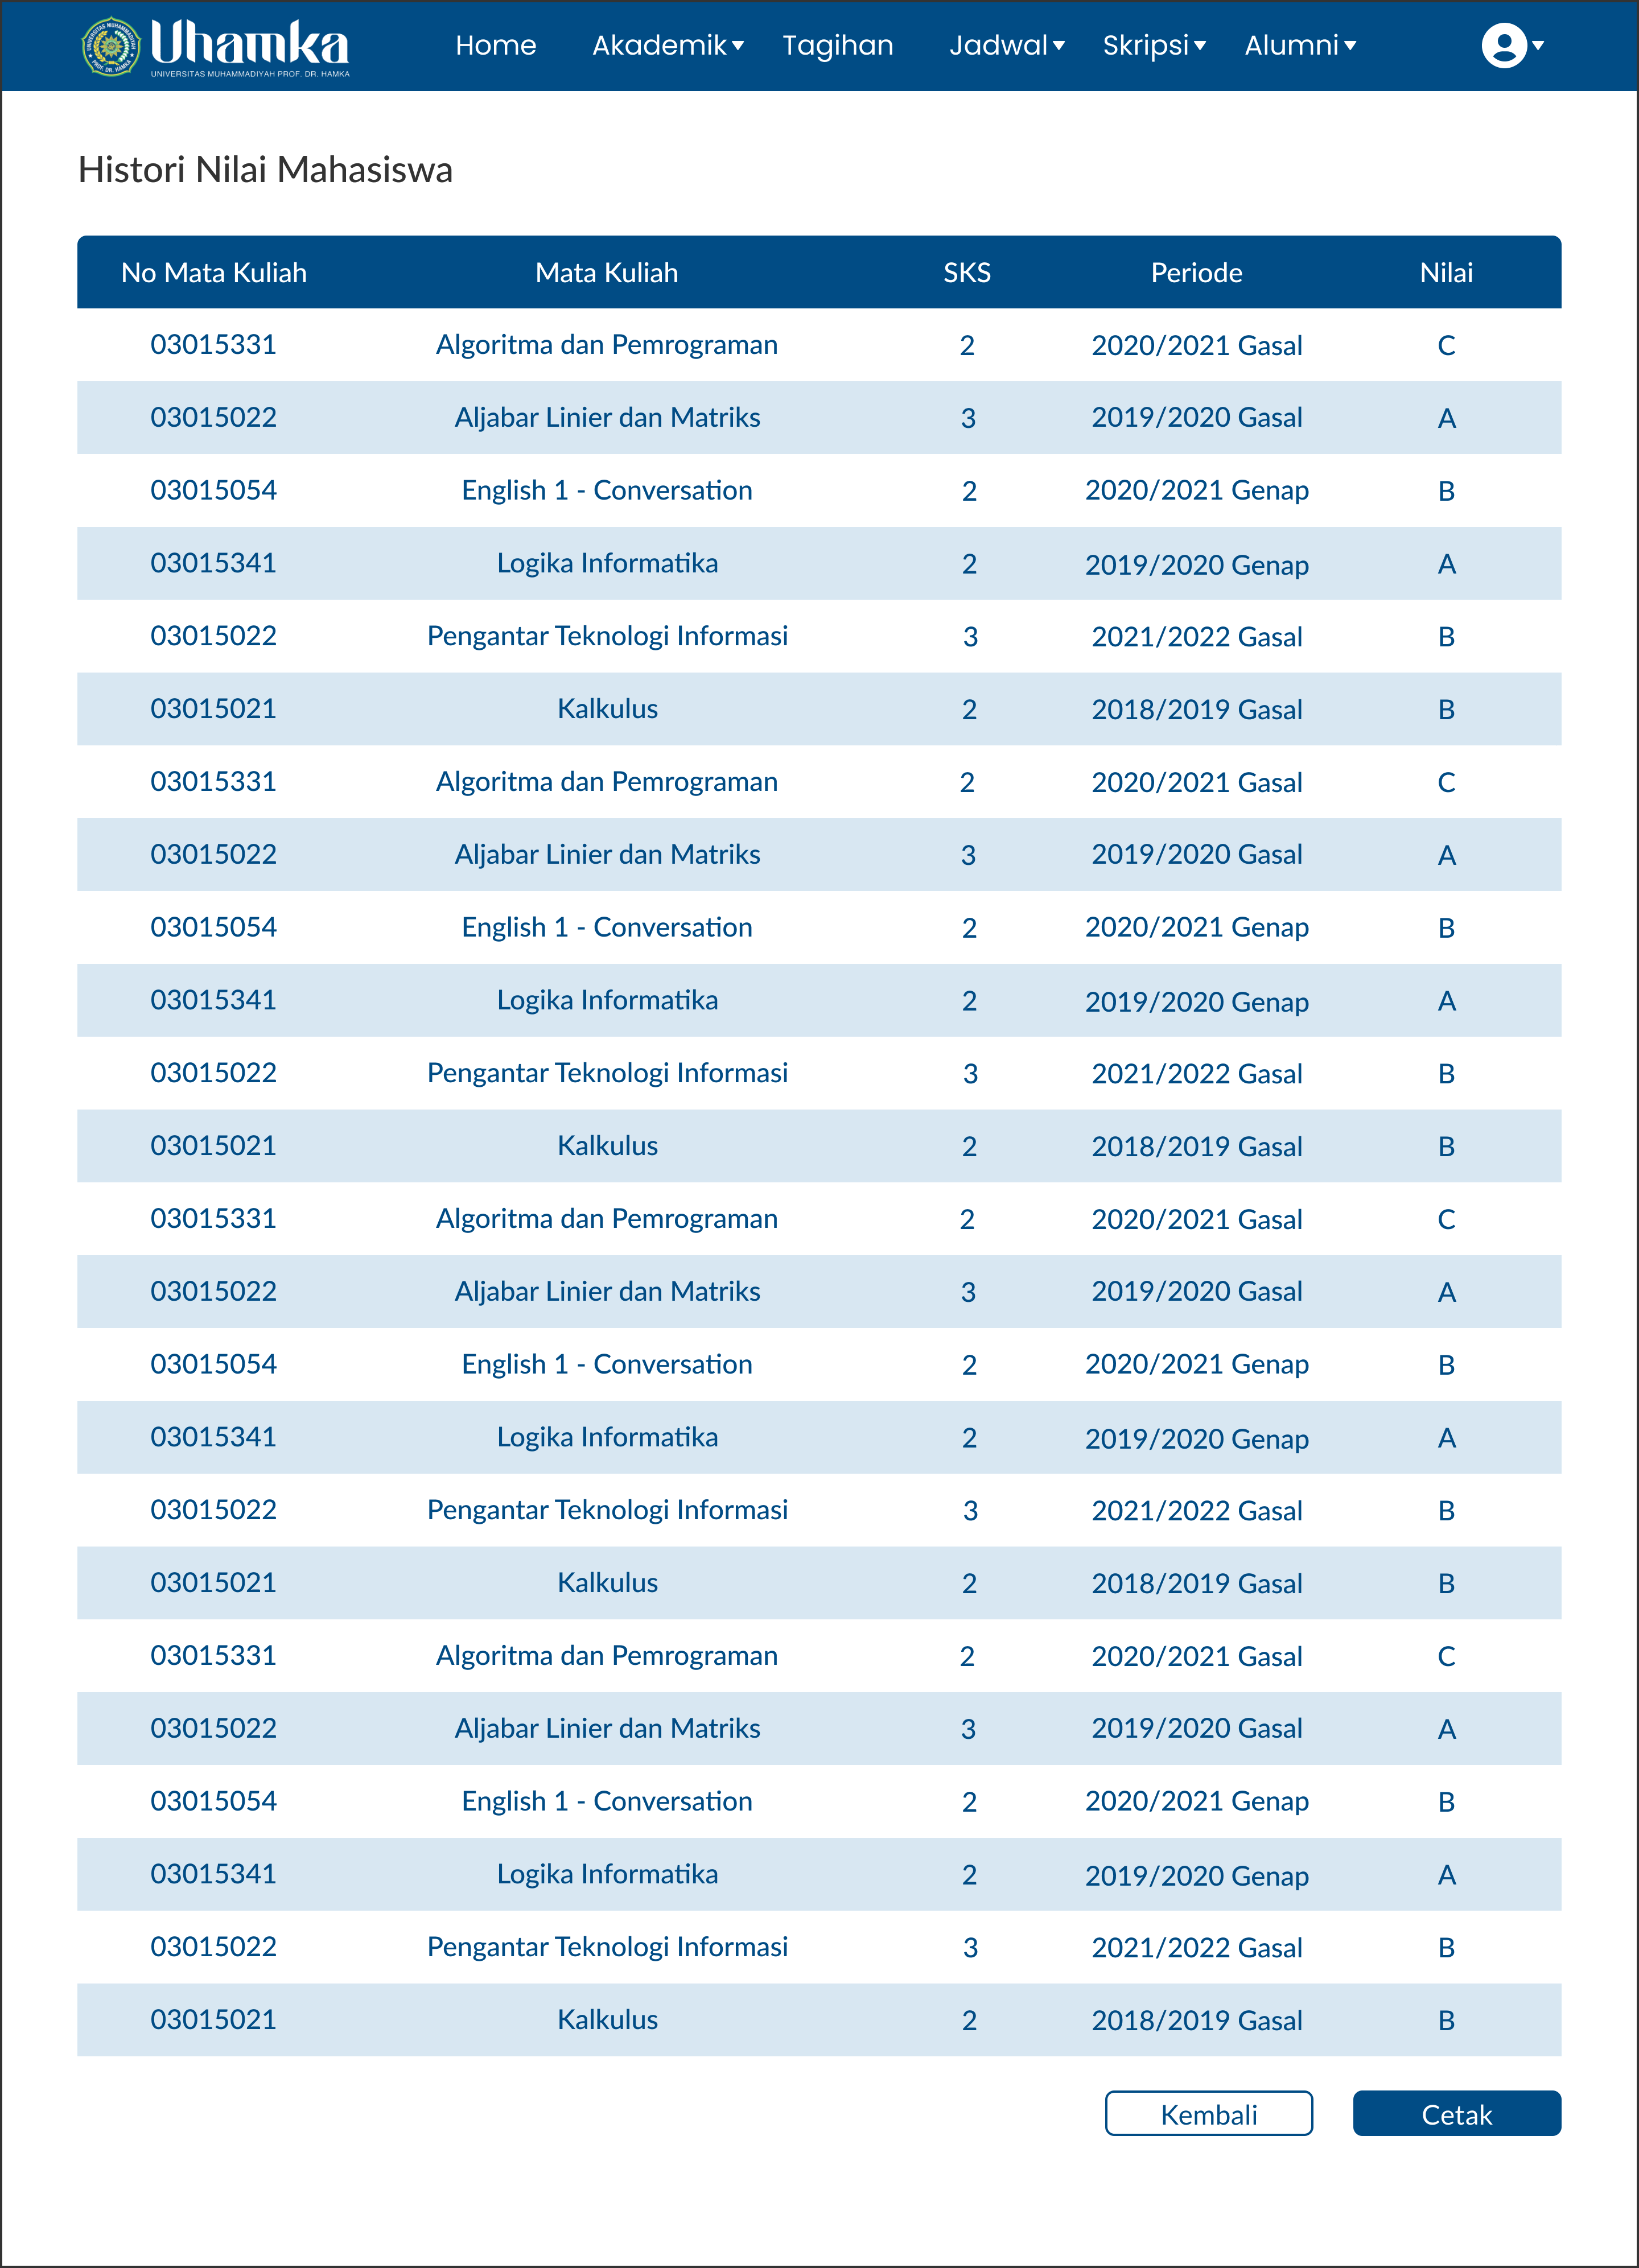 Uhamka
UNIVERSITAS MUHAMMADIYAH PROF. DR. HAMKA
Home Akademik Tagihan Jadwal Skripsi Alumni
Histori Nilai Mahasiswa
No Mata Kuliah Mata Kuliah SKS Periode Nilai
03015331 Algoritma dan Pemrograman 2 2020/2021 Gasal C
03015022 Aljabar Linier dan Matriks 3 2019/2020 Gasal A
03015054 English 1 - Conversation 2 2020/2021 Genap B
03015341 Logika Informatika 2 2019/2020 Genap A
03015022 Pengantar Teknologi Informasi 3 2021/2022 Gasal B
03015021 Kalkulus 2 2018/2019 Gasal B
03015331 Algoritma dan Pemrograman 2 2020/2021 Gasal C
03015022 Aljabar Linier dan Matriks 3 2019/2020 Gasal A
03015054 English 1 - Conversation 2 2020/2021 Genap B
03015341 Logika Informatika 2 2019/2020 Genap A
03015022 Pengantar Teknologi Informasi 3 2021/2022 Gasal B
03015021 Kalkulus 2 2018/2019 Gasal B
03015331 Algoritma dan Pemrograman 2 2020/2021 Gasal C
03015022 Aljabar Linier dan Matriks 3 2019/2020 Gasal A
03015054 English 1 - Conversation 2 2020/2021 Genap B
03015341 Logika Informatika 2 2019/2020 Genap A
03015022 Pengantar Teknologi Informasi 3 2021/2022 Gasal B
03015021 Kalkulus 2 2018/2019 Gasal B
03015331 Algoritma dan Pemrograman 2 2020/2021 Gasal C
03015022 Aljabar Linier dan Matriks 3 2019/2020 Gasal A
03015054 English 1 - Conversation 2 2020/2021 Genap B
03015341 Logika Informatika 2 2019/2020 Genap A
03015022 Pengantar Teknologi Informasi 3 2021/2022 Gasal B
03015021 Kalkulus 2 2018/2019 Gasal B
Kembali Cetak